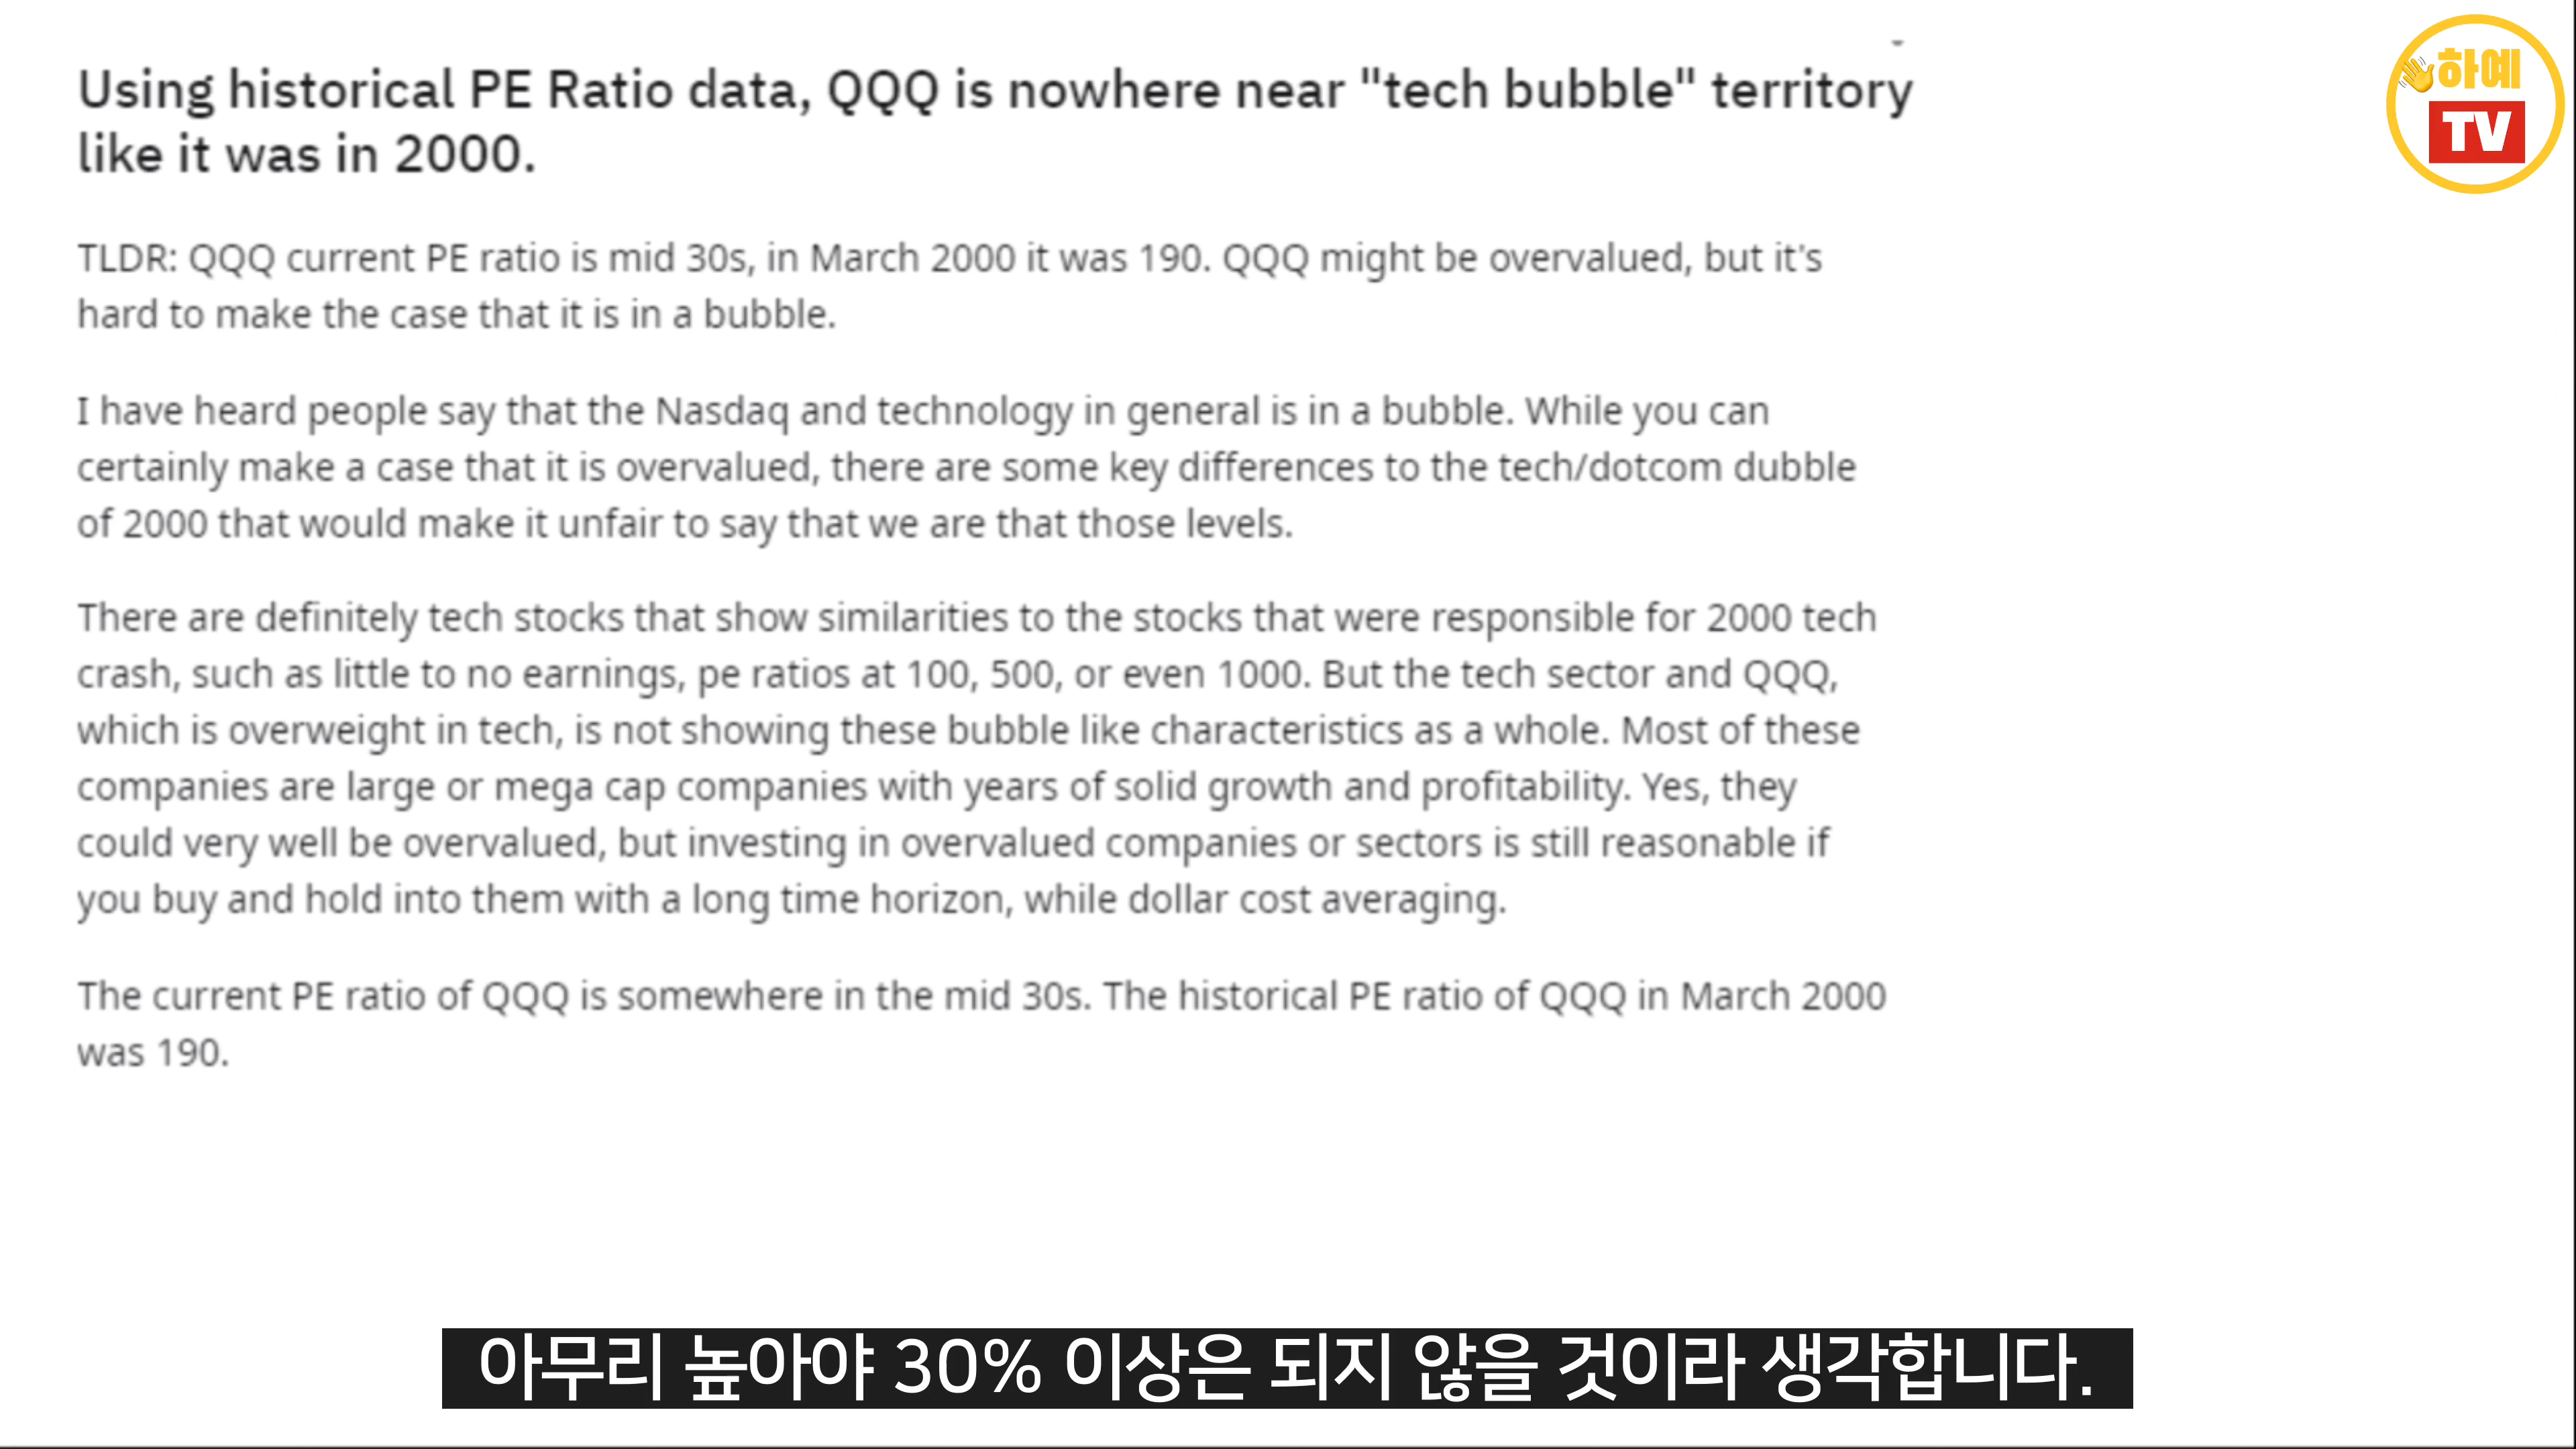 하예
TV
Using historical PE Ratio data, QQQ is nowhere near "tech bubble" territory
like it was in 2000.
TLDR: QQQ current PE ratio is mid 30s, in March 2000 it was 190. QQQ might be overvalued, but it's
hard to make the case that it is in a bubble.
I have heard people say that the Nasdaq and technology in general is in a bubble. While you can
certainly make a case that it is overvalued, there are some key differences to the tech/dotcom dubble
of 2000 that would make it unfair to say that we are that those levels.
There are definitely tech stocks that show similarities to the stocks that were responsible for 2000 tech
crash, such as little to no earnings, pe ratios at 100, 500, or even 1000. But the tech sector and QQQ,
which is overweight in tech, is not showing these bubble like characteristics as a whole. Most of these
companies are large or mega cap companies with years of solid growth and profitability. Yes, they
could very well be overvalued, but investing in overvalued companies or sectors is still reasonable if
you buy and hold into them with a long time horizon, while dollar cost averaging.
The current PE ratio of QQQ is somewhere in the mid 30s. The historical PE ratio of QQQ in March 2000
was 190.
아무리 높아야 30% 이상은 되지 않을 것이라 생각합니다.